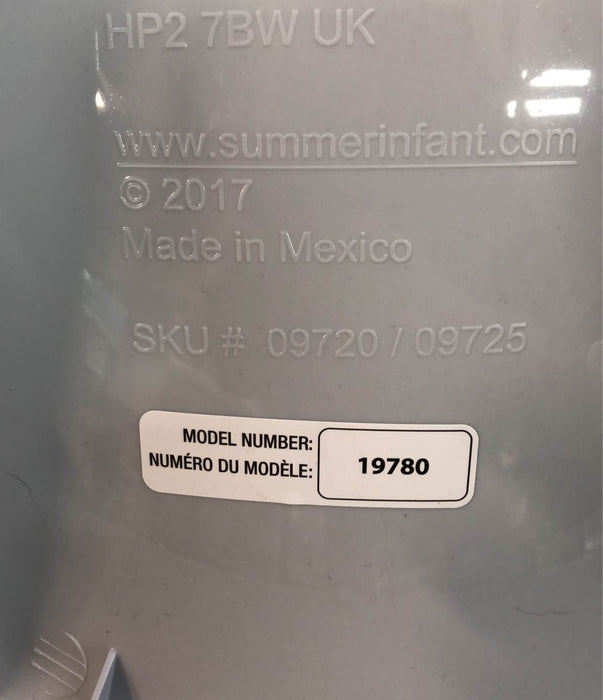 HP2 7BW UK
www.summerinfant.com
© 2017
Made in Mexico
SKU # 09720 / 09725
MODEL NUMBER:
NUMÉRO DU MODÈLE:
19780